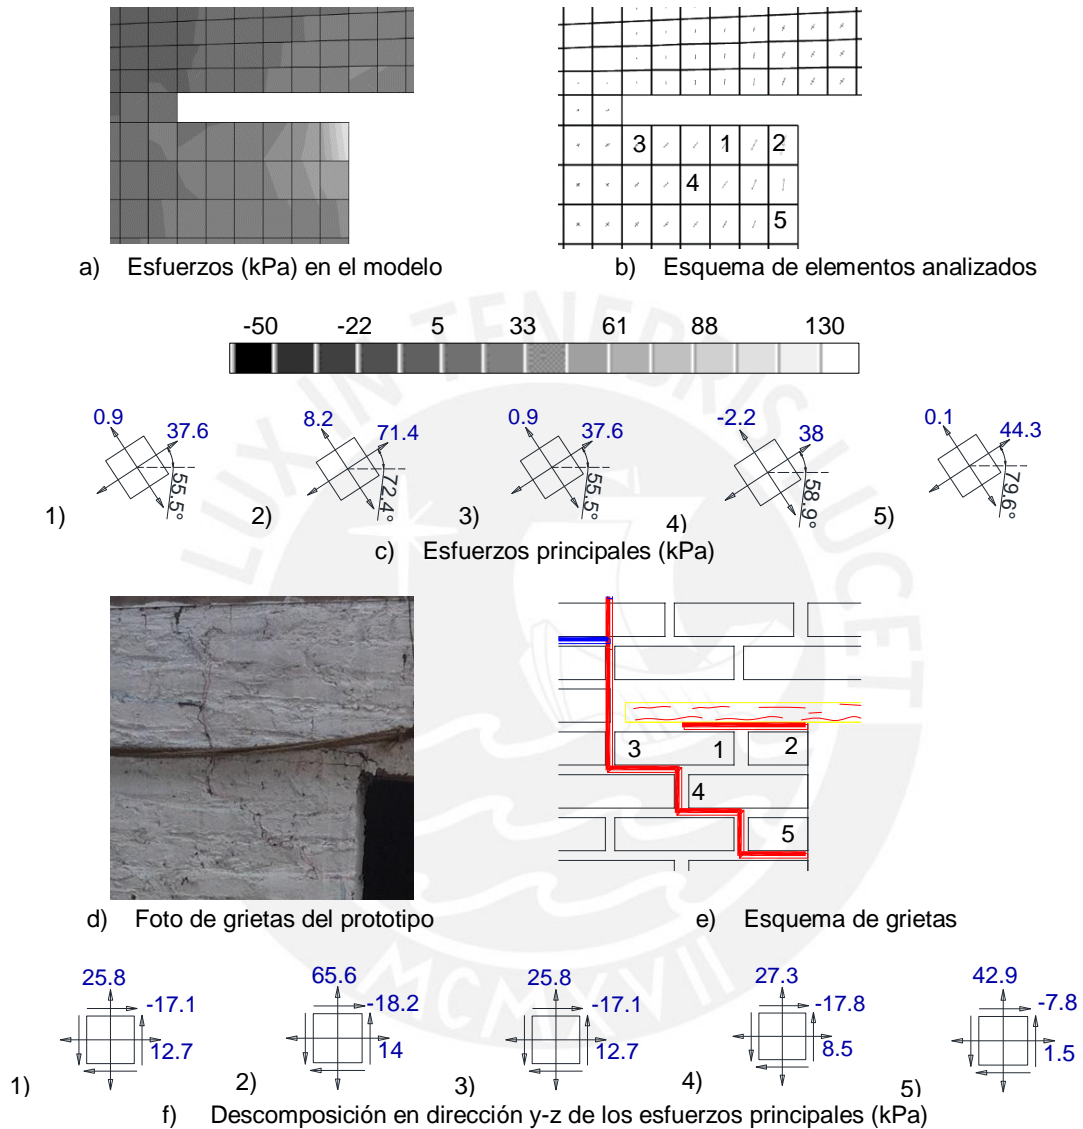 3 1 2
4
5
a) Esfuerzos (kPa) en el modelo
b) Esquema de elementos analizados
-50 -22 5 33 61 88 130
LUX IN TENEBRIS LUCET
MCMXVII
1) 0.9 37.6 55.5°
2) 8.2 71.4 72.4°
3) 0.9 37.6 55.5°
4) -2.2 38 58.9°
5) 0.1 44.3 79.6°
c) Esfuerzos principales (kPa)
3 1 2
4
5
d) Foto de grietas del prototipo
e) Esquema de grietas
1) 25.8 -17.1 12.7
2) 65.6 -18.2 14
3) 25.8 -17.1 12.7
4) 27.3 -17.8 8.5
5) 42.9 -7.8 1.5
f) Descomposición en dirección y-z de los esfuerzos principales (kPa)